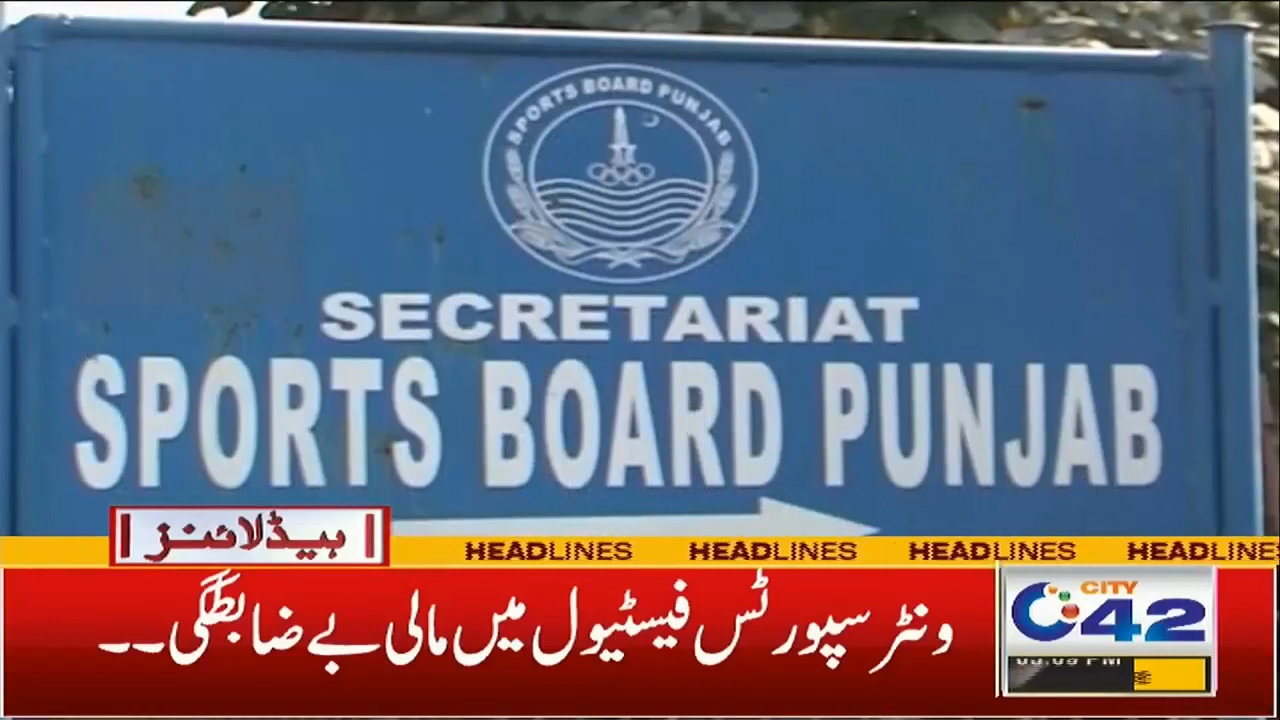 SPORTS BOARD PUNJAB
SECRETARIAT
SPORTS BOARD PUNJAB
ہیڈلائنز
HEADLINES HEADLINES HEADLINES HEADLINES
ونٹر سپورٹس فیسٹیول میں مالی بے ضابطگی۔۔
CITY
42